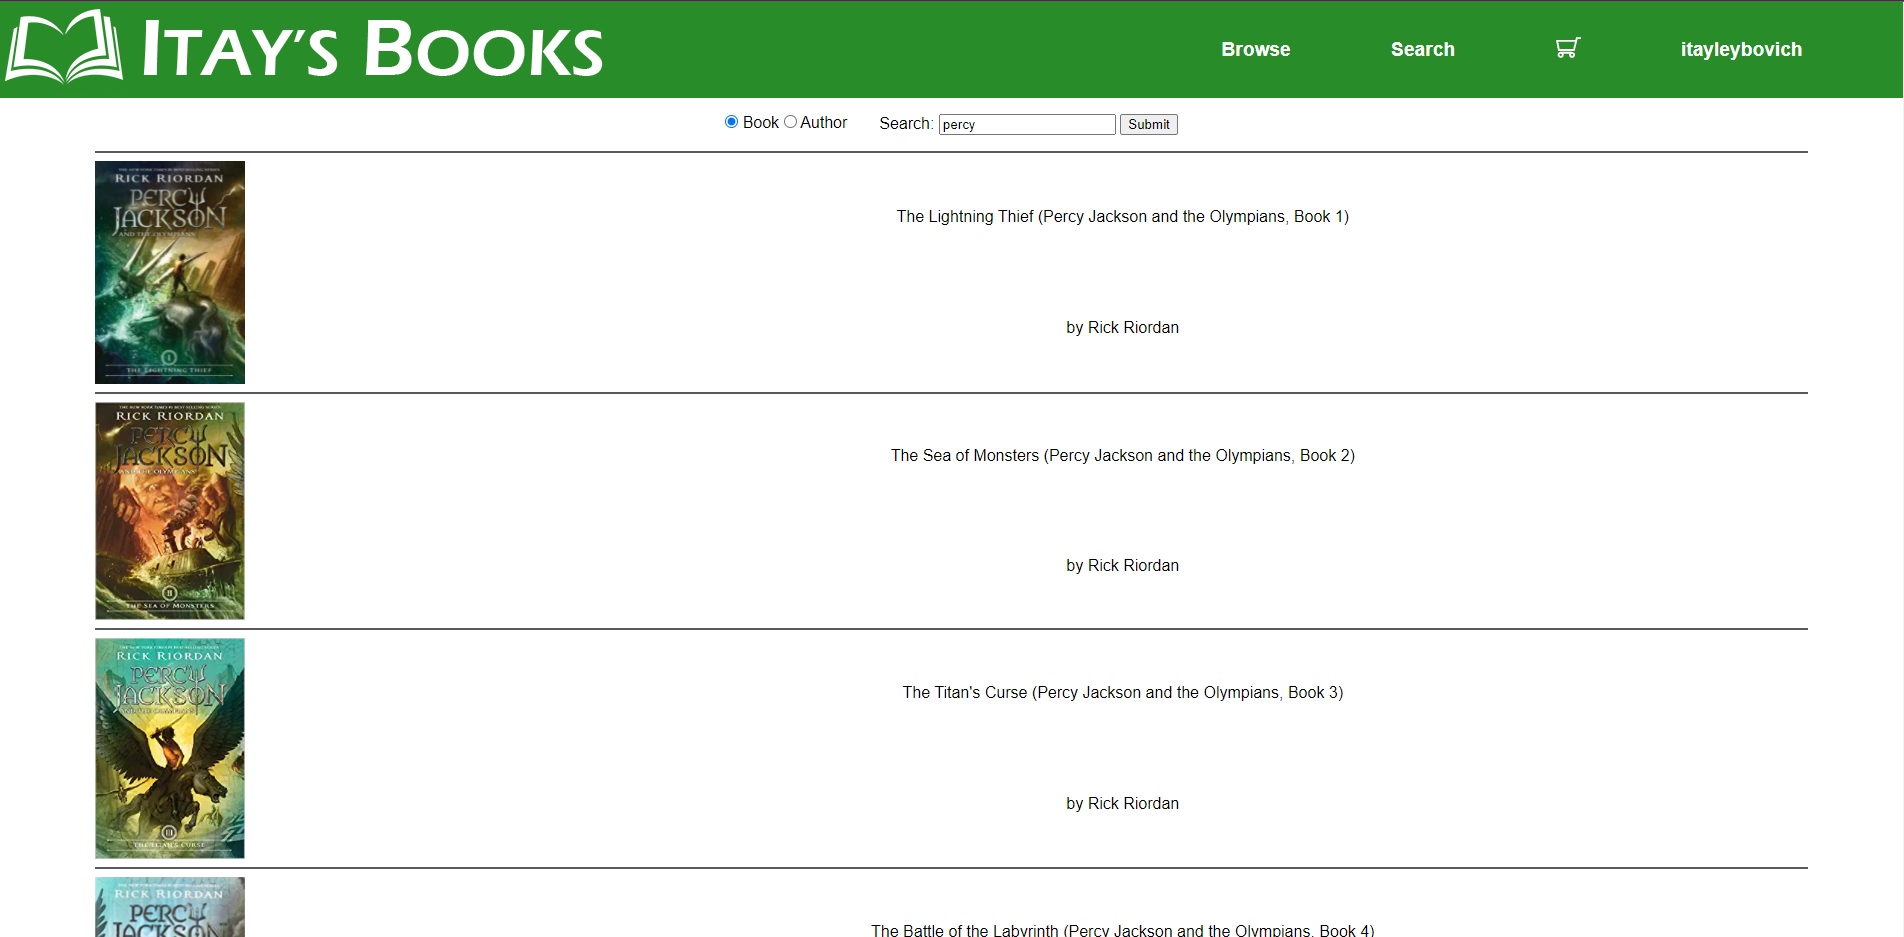 ITAY'S BOOKS
Browse
Search
itayleybovich
Book
Author
Search:
percy
Submit
RICK RIORDAN
PERCY
JACKSON
AND THE OLYMPIANS
I
THE LIGHTNING THIEF
The Lightning Thief (Percy Jackson and the Olympians, Book 1)
by Rick Riordan
RICK RIORDAN
PERCY
JACKSON
AND THE OLYMPIANS
II
THE SEA OF MONSTERS
The Sea of Monsters (Percy Jackson and the Olympians, Book 2)
by Rick Riordan
RICK RIORDAN
PERCY
JACKSON
AND THE OLYMPIANS
III
THE TITAN'S CURSE
The Titan's Curse (Percy Jackson and the Olympians, Book 3)
by Rick Riordan
RICK RIORDAN
PERCY
JACKSON
The Battle of the Labyrinth (Percy Jackson and the Olympians, Book 4)